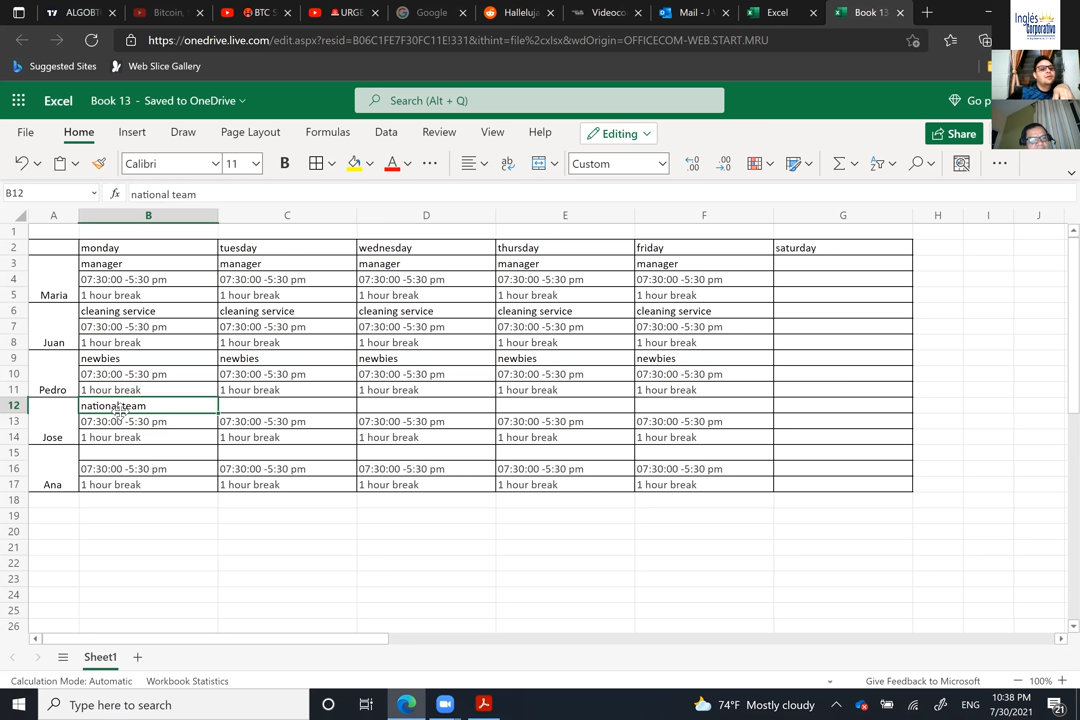 ALGOBT
Bitcoin,
BTC S
URGE
Google
Halleluja
Videoco
Mail - J
Excel
Book 13
https://onedrive.live.com/edit.aspx?resid=806C1FE7F30FC11E!331&ithint=file%2cxlsx&wdOrigin=OFFICECOM-WEB.START.MRU
Inglés
Corporativo
Suggested Sites
Web Slice Gallery
Excel
Book 13 - Saved to OneDrive
Search (Alt + Q)
Go p
File
Home
Insert
Draw
Page Layout
Formulas
Data
Review
View
Help
Editing
Share
Calibri
11
B
A
ab
Custom
B12
fx
national team
A B C D E F G H I J
1
2 monday tuesday wednesday thursday friday saturday
3 manager manager manager manager manager
4 07:30:00 -5:30 pm 07:30:00 -5:30 pm 07:30:00 -5:30 pm 07:30:00 -5:30 pm 07:30:00 -5:30 pm
5 Maria 1 hour break 1 hour break 1 hour break 1 hour break 1 hour break
6 cleaning service cleaning service cleaning service cleaning service cleaning service
7 07:30:00 -5:30 pm 07:30:00 -5:30 pm 07:30:00 -5:30 pm 07:30:00 -5:30 pm 07:30:00 -5:30 pm
8 Juan 1 hour break 1 hour break 1 hour break 1 hour break 1 hour break
9 newbies newbies newbies newbies newbies
10 07:30:00 -5:30 pm 07:30:00 -5:30 pm 07:30:00 -5:30 pm 07:30:00 -5:30 pm 07:30:00 -5:30 pm
11 Pedro 1 hour break 1 hour break 1 hour break 1 hour break 1 hour break
12 national team
13 07:30:00 -5:30 pm 07:30:00 -5:30 pm 07:30:00 -5:30 pm 07:30:00 -5:30 pm 07:30:00 -5:30 pm
14 Jose 1 hour break 1 hour break 1 hour break 1 hour break 1 hour break
15
16 07:30:00 -5:30 pm 07:30:00 -5:30 pm 07:30:00 -5:30 pm 07:30:00 -5:30 pm 07:30:00 -5:30 pm
17 Ana 1 hour break 1 hour break 1 hour break 1 hour break 1 hour break
18
19
20
21
22
23
24
25
26
Sheet1
Calculation Mode: Automatic
Workbook Statistics
Give Feedback to Microsoft
100%
Type here to search
74°F Mostly cloudy
ENG
10:38 PM
7/30/2021
21